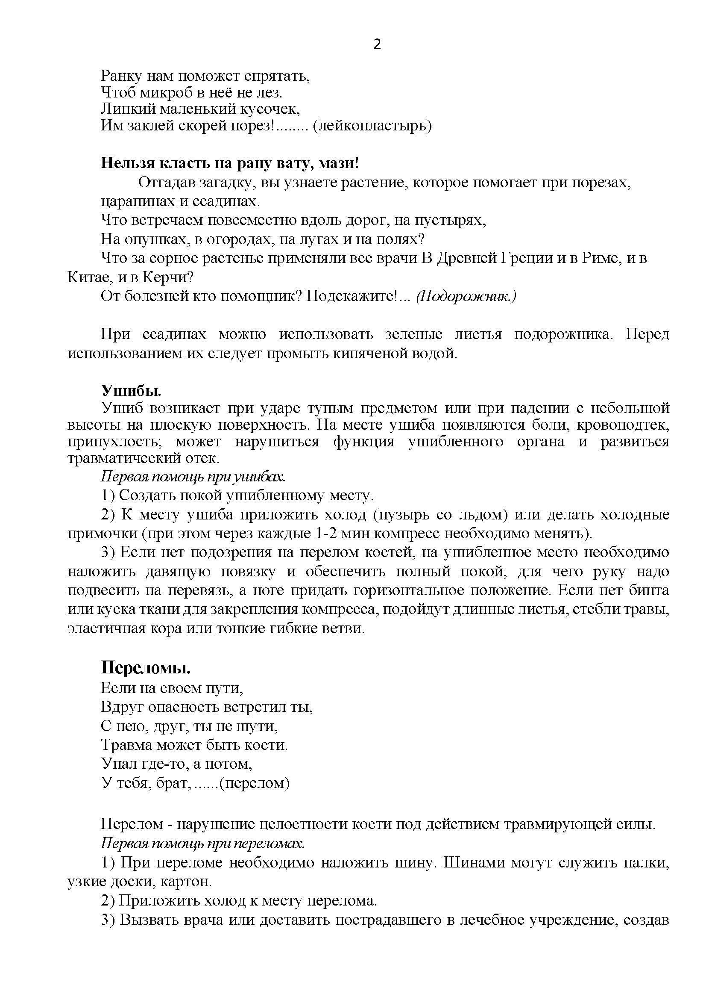 2
Ранку нам поможет спрятать,
Чтоб микроб в неё не лез.
Липкий маленький кусочек,
Им заклей скорей порез!........ (лейкопластырь)
Нельзя класть на рану вату, мази!
Отгадав загадку, вы узнаете растение, которое помогает при порезах,
царапинах и ссадинах.
Что встречаем повсеместно вдоль дорог, на пустырях,
На опушках, в огородах, на лугах и на полях?
Что за сорное растенье применяли все врачи В Древней Греции и в Риме, и в
Китае, и в Керчи?
От болезней кто помощник? Подскажите!... (Подорожник.)
При ссадинах можно использовать зеленые листья подорожника. Перед
использованием их следует промыть кипяченой водой.
Ушибы.
Ушиб возникает при ударе тупым предметом или при падении с небольшой
высоты на плоскую поверхность. На месте ушиба появляются боли, кровоподтек,
припухлость; может нарушиться функция ушибленного органа и развиться
травматический отек.
Первая помощь при ушибах.
1) Создать покой ушибленному месту.
2) К месту ушиба приложить холод (пузырь со льдом) или делать холодные
примочки (при этом через каждые 1-2 мин компресс необходимо менять).
3) Если нет подозрения на перелом костей, на ушибленное место необходимо
наложить давящую повязку и обеспечить полный покой, для чего руку надо
подвесить на перевязь, а ноге придать горизонтальное положение. Если нет бинта
или куска ткани для закрепления компресса, подойдут длинные листья, стебли травы,
эластичная кора или тонкие гибкие ветви.
Переломы.
Если на своем пути,
Вдруг опасность встретил ты,
С нею, друг, ты не шути,
Травма может быть кости.
Упал где-то, а потом,
У тебя, брат, ......(перелом)
Перелом - нарушение целостности кости под действием травмирующей силы.
Первая помощь при переломах.
1) При переломе необходимо наложить шину. Шинами могут служить палки,
узкие доски, картон.
2) Приложить холод к месту перелома.
3) Вызвать врача или доставить пострадавшего в лечебное учреждение, создав